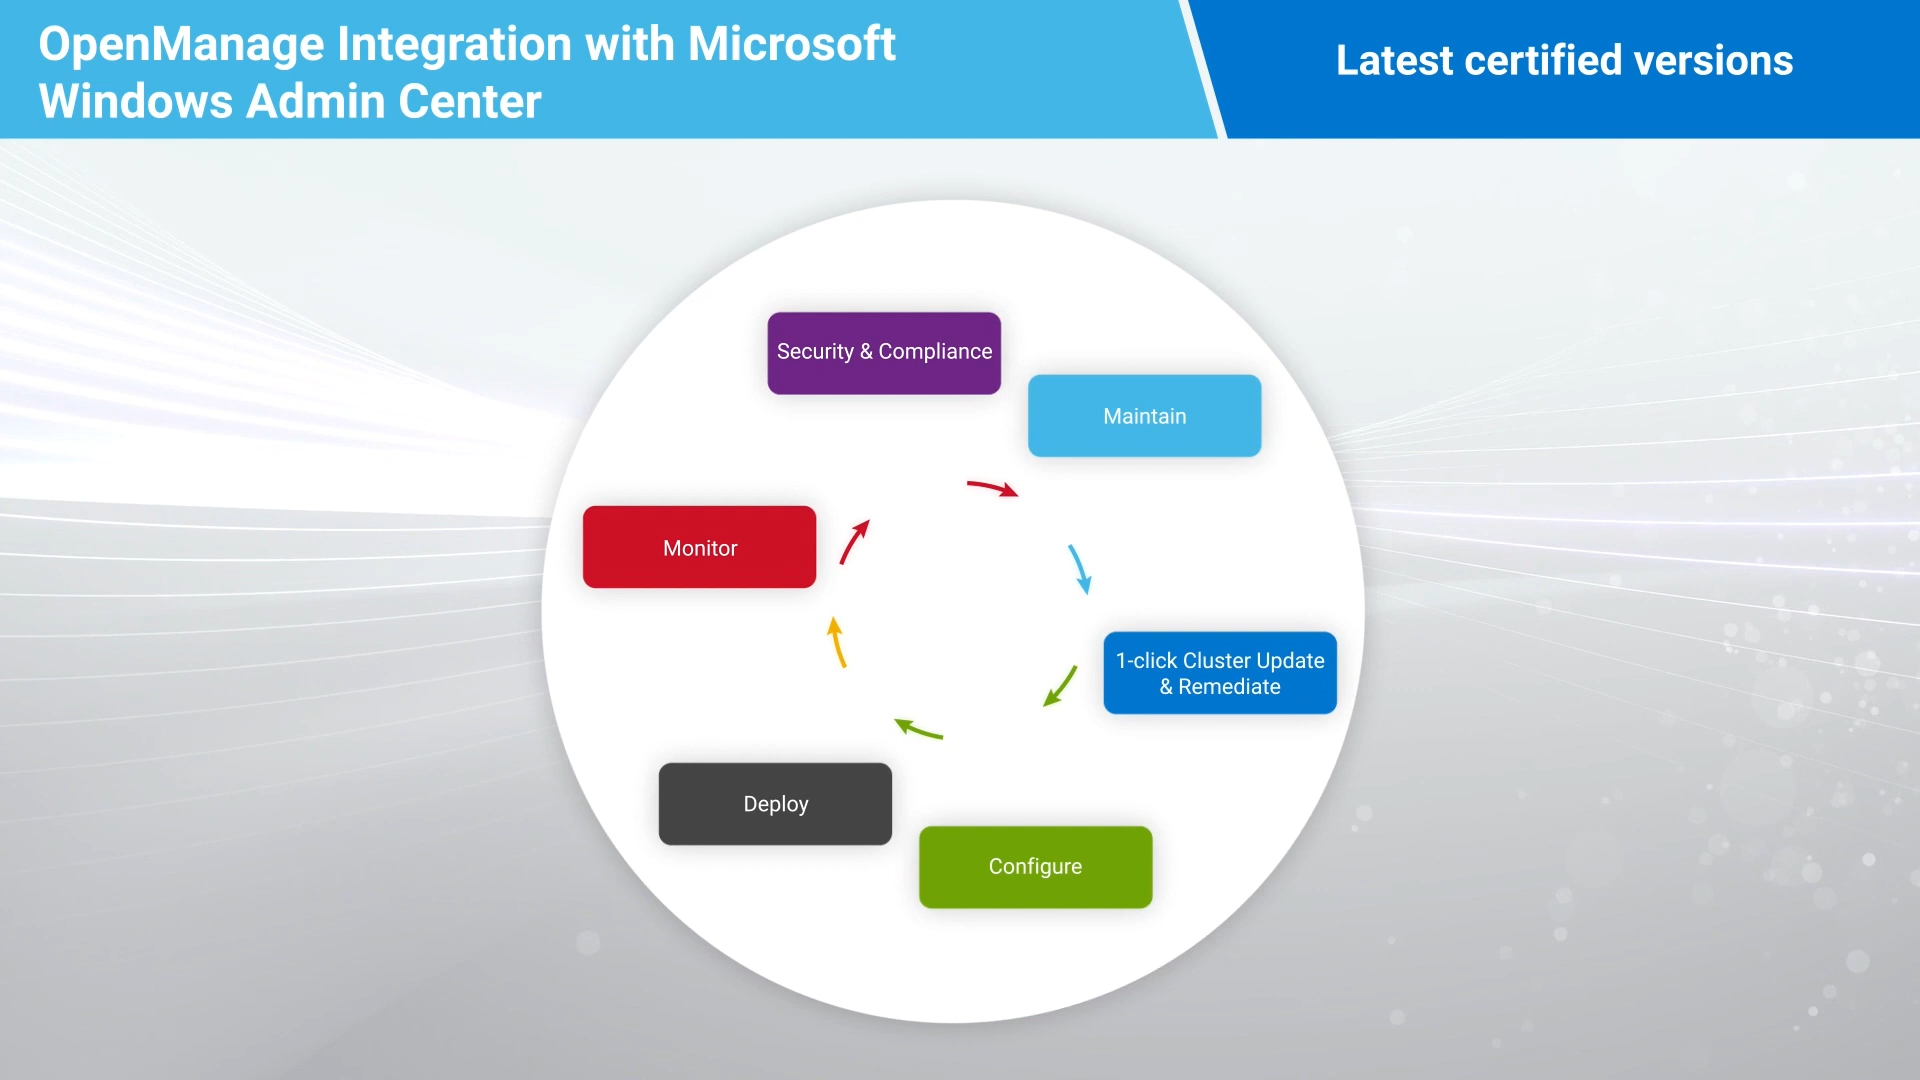 OpenManage Integration with Microsoft
Windows Admin Center
Latest certified versions
Security & Compliance
Maintain
Monitor
1-click Cluster Update
& Remediate
Deploy
Configure